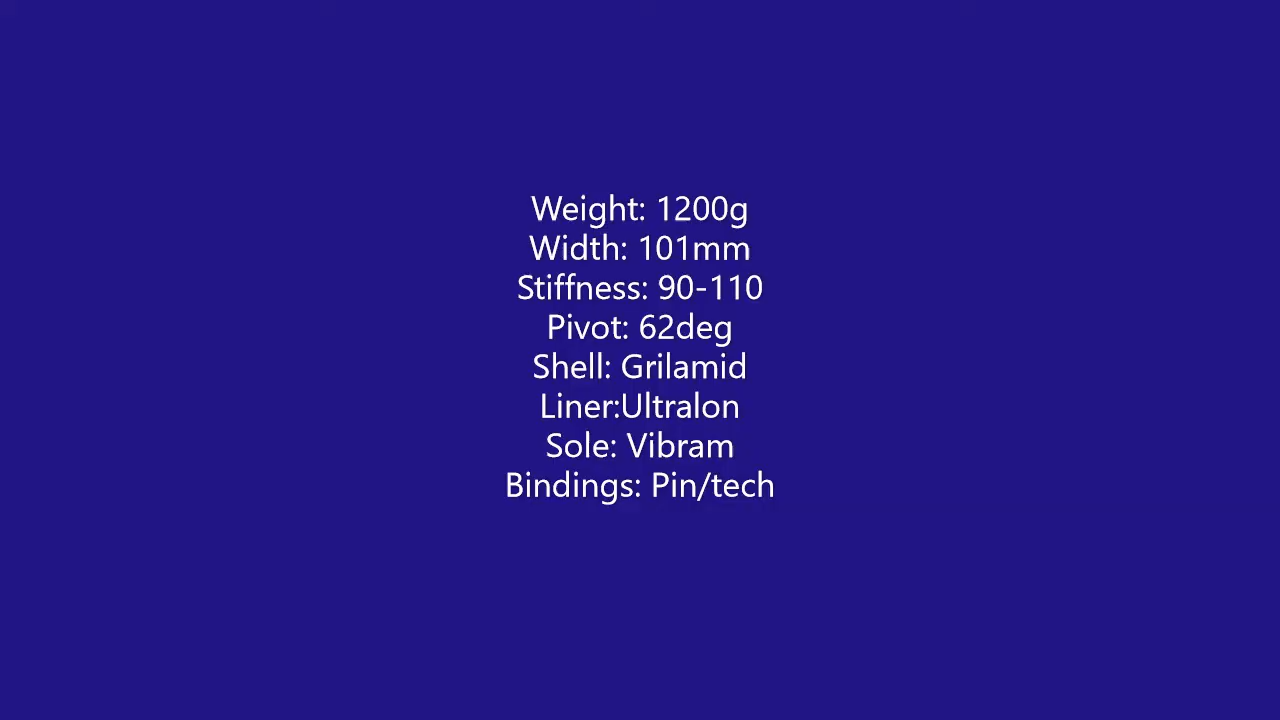 Weight: 1200g
Width: 101mm
Stiffness: 90-110
Pivot: 62deg
Shell: Grilamid
Liner:Ultralon
Sole: Vibram
Bindings: Pin/tech